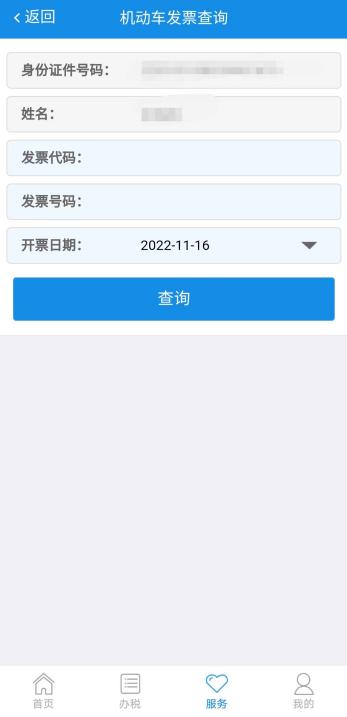 返回 机动车发票查询
身份证件号码：
姓名：
发票代码：
发票号码：
开票日期： 2022-11-16
查询
首页 办税 服务 我的